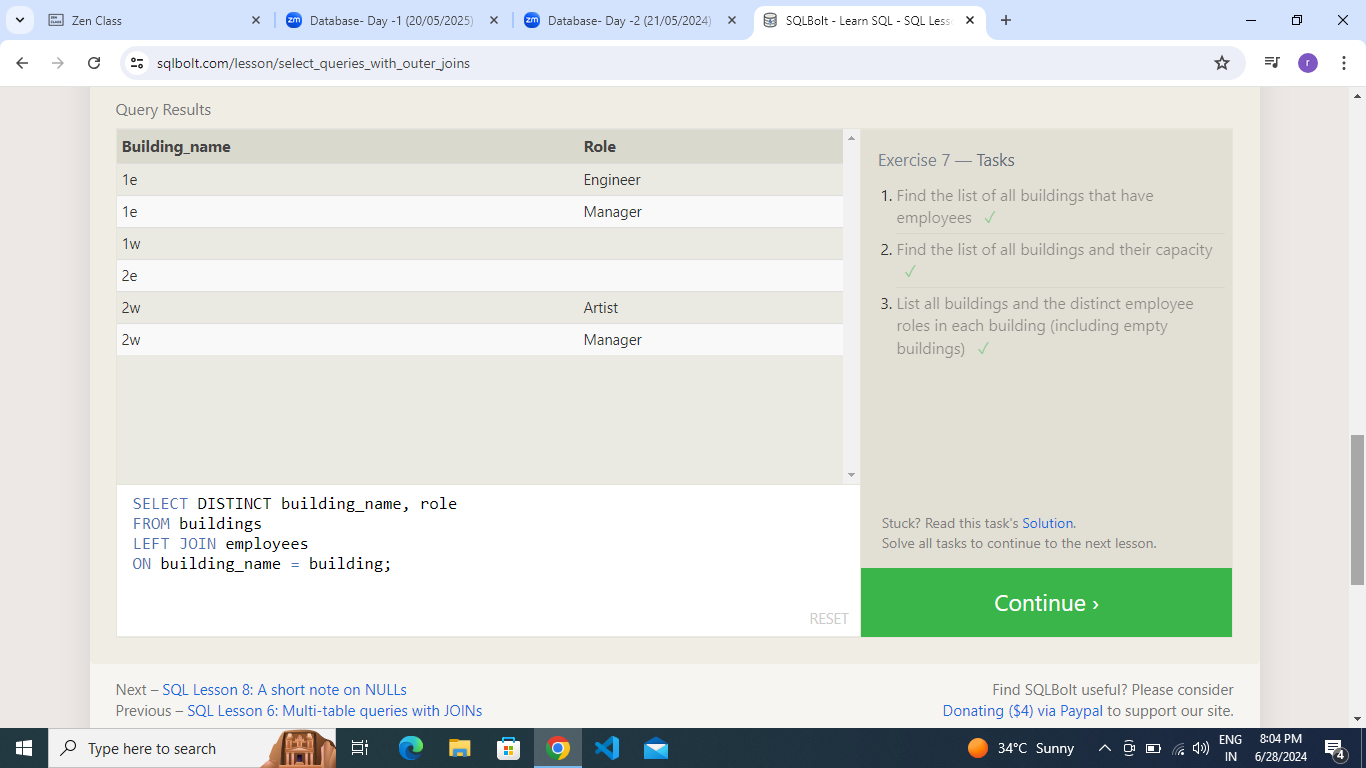 Zen Class
Database- Day -1 (20/05/2025)
Database- Day -2 (21/05/2024)
SQLBolt - Learn SQL - SQL Less
sqlbolt.com/lesson/select_queries_with_outer_joins
r
Query Results
Building_name Role
1e Engineer
1e Manager
1w
2e
2w Artist
2w Manager
Exercise 7 — Tasks
1. Find the list of all buildings that have
employees ✓
2. Find the list of all buildings and their capacity
✓
3. List all buildings and the distinct employee
roles in each building (including empty
buildings) ✓
SELECT DISTINCT building_name, role
FROM buildings
LEFT JOIN employees
ON building_name = building;
RESET
Stuck? Read this task's Solution.
Solve all tasks to continue to the next lesson.
Continue ›
Next – SQL Lesson 8: A short note on NULLs
Previous – SQL Lesson 6: Multi-table queries with JOINs
Find SQLBolt useful? Please consider
Donating ($4) via Paypal to support our site.
Type here to search
34°C Sunny
ENG
IN
8:04 PM
6/28/2024
4